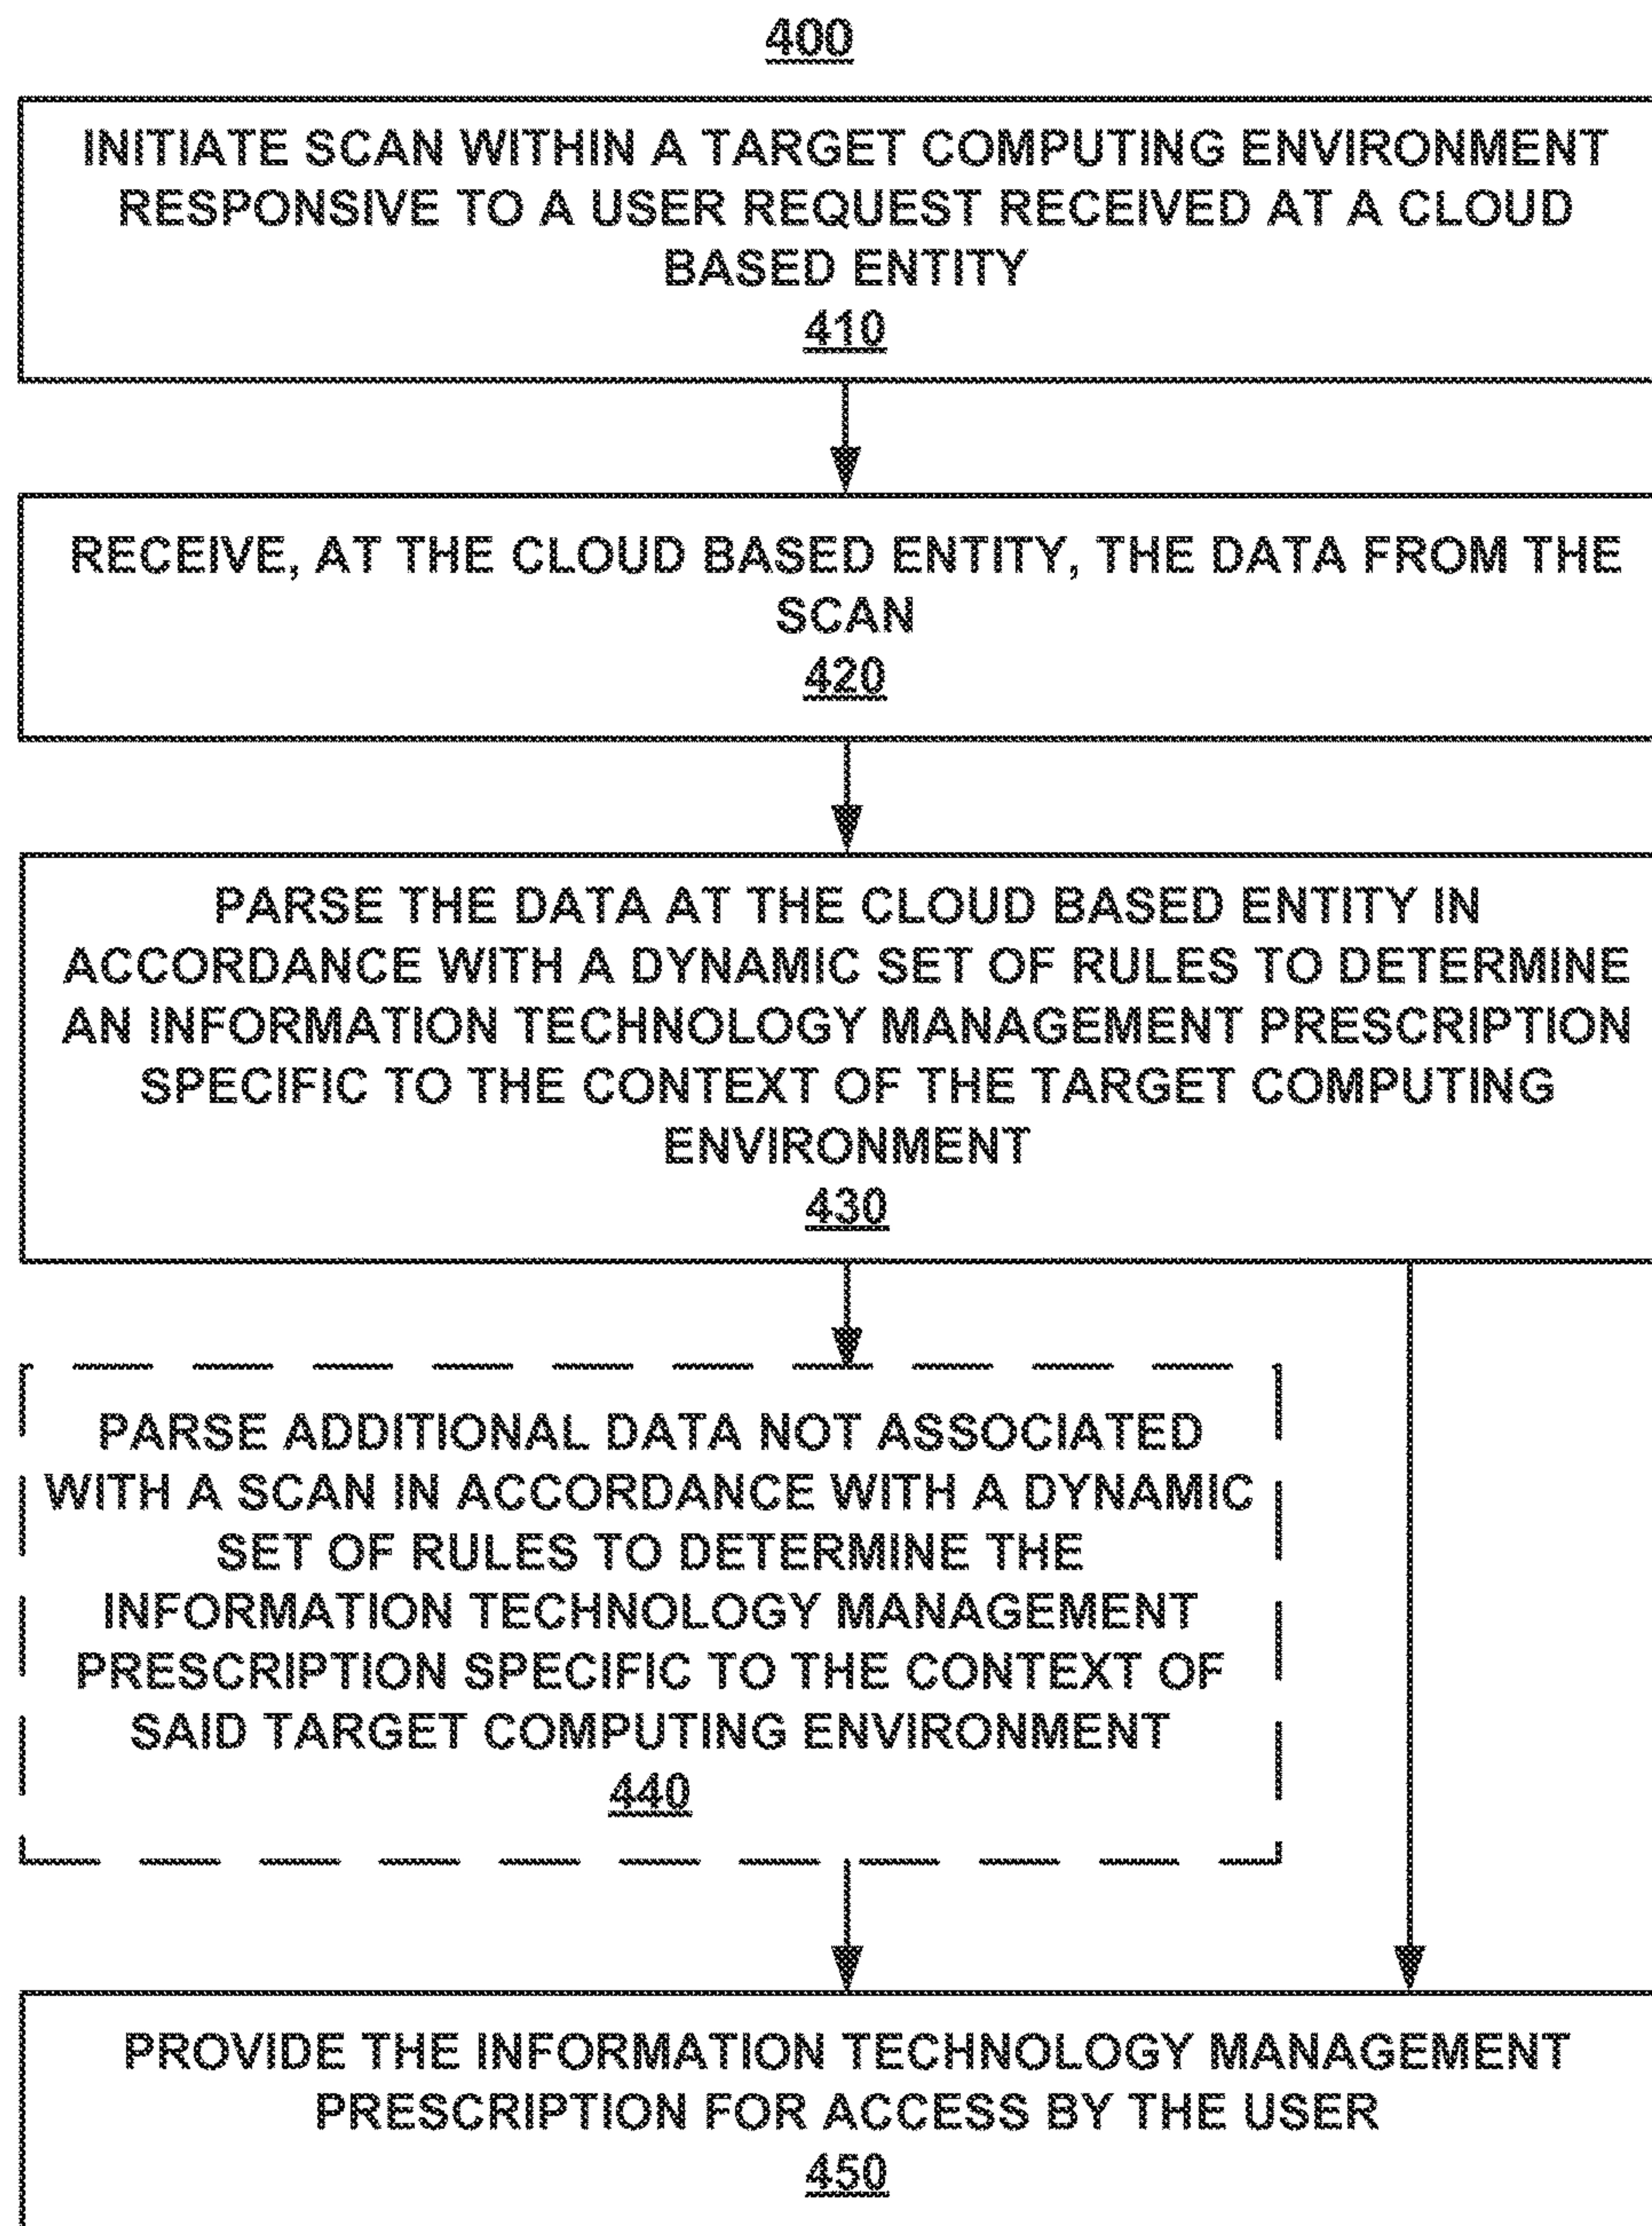 400
INITIATE SCAN WITHIN A TARGET COMPUTING ENVIRONMENT
RESPONSIVE TO A USER REQUEST RECEIVED AT A CLOUD
BASED ENTITY
410
RECEIVE, AT THE CLOUD BASED ENTITY, THE DATA FROM THE
SCAN
420
PARSE THE DATA AT THE CLOUD BASED ENTITY IN
ACCORDANCE WITH A DYNAMIC SET OF RULES TO DETERMINE
AN INFORMATION TECHNOLOGY MANAGEMENT PRESCRIPTION
SPECIFIC TO THE CONTEXT OF THE TARGET COMPUTING
ENVIRONMENT
430
PARSE ADDITIONAL DATA NOT ASSOCIATED
WITH A SCAN IN ACCORDANCE WITH A DYNAMIC
SET OF RULES TO DETERMINE THE
INFORMATION TECHNOLOGY MANAGEMENT
PRESCRIPTION SPECIFIC TO THE CONTEXT OF
SAID TARGET COMPUTING ENVIRONMENT
440
PROVIDE THE INFORMATION TECHNOLOGY MANAGEMENT
PRESCRIPTION FOR ACCESS BY THE USER
450